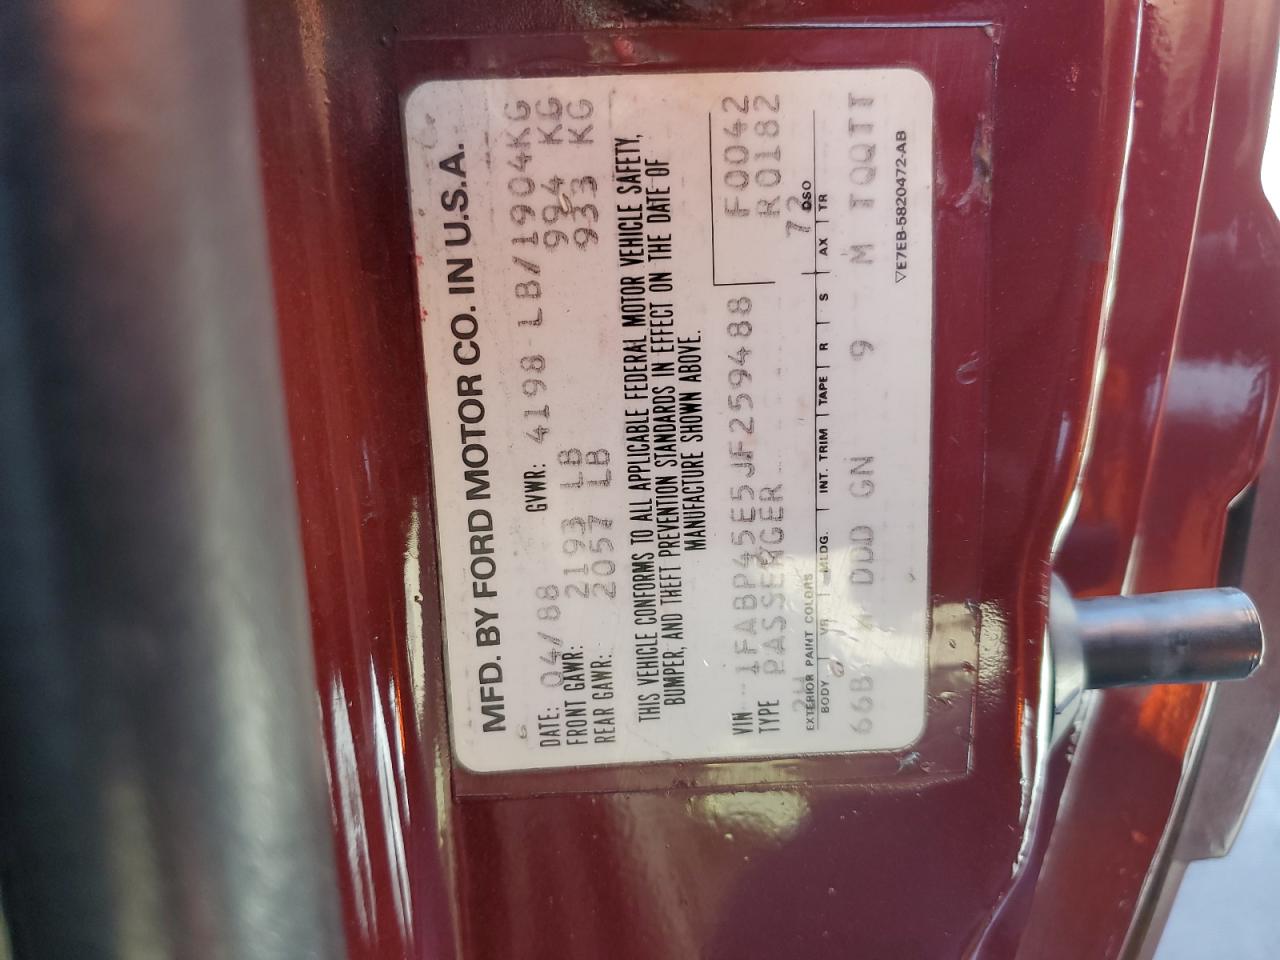 MFD. BY FORD MOTOR CO. IN U.S.A.
DATE: 04/88 GVWR: 4198 LB/1904KG
FRONT GAWR: 2193 LB 994 KG
REAR GAWR: 2057 LB 933 KG
THIS VEHICLE CONFORMS TO ALL APPLICABLE FEDERAL MOTOR VEHICLE SAFETY,
BUMPER, AND THEFT PREVENTION STANDARDS IN EFFECT ON THE DATE OF
MANUFACTURE SHOWN ABOVE.
VIN 1FABP45E5JF259488 F0042
TYPE PASSENGER R0182
72
EXTERIOR PAINT COLORS DSO
BODY VR MLDG. INT. TRIM TAPE R S AX TR
DDD GN 9 M TQQTT
▽E7EB-5820472-AB